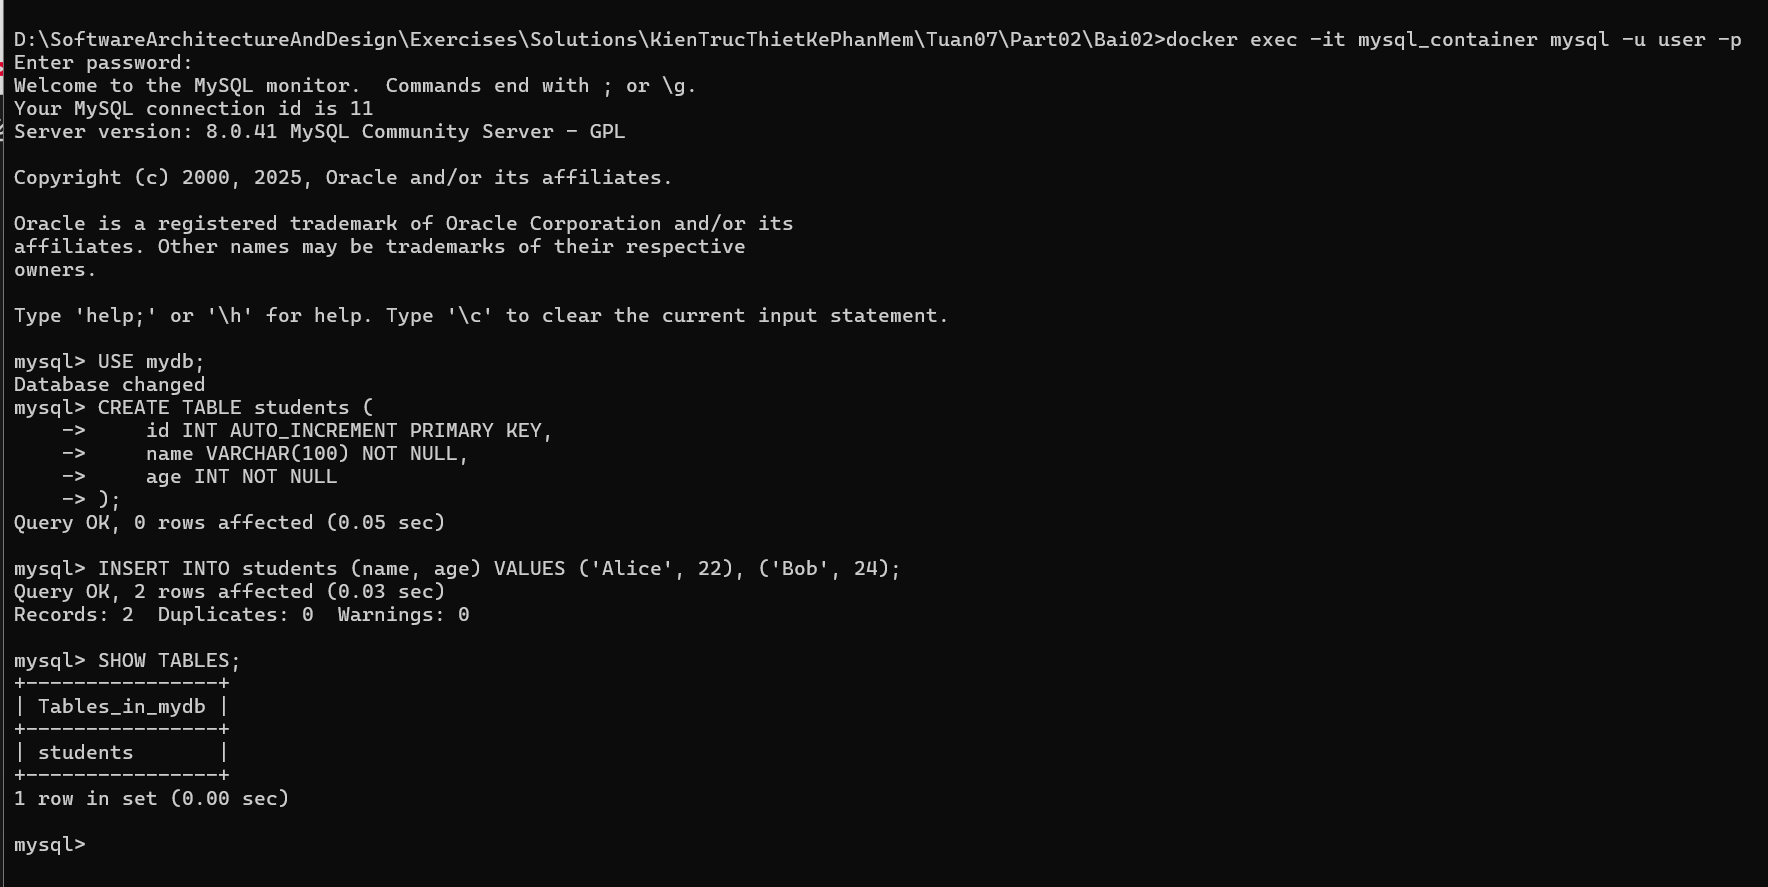 D:\SoftwareArchitectureAndDesign\Exercises\Solutions\KienTrucThietKePhanMem\Tuan07\Part02\Bai02>docker exec -it mysql_container mysql -u user -p
Enter password:
Welcome to the MySQL monitor.  Commands end with ; or \g.
Your MySQL connection id is 11
Server version: 8.0.41 MySQL Community Server - GPL

Copyright (c) 2000, 2025, Oracle and/or its affiliates.

Oracle is a registered trademark of Oracle Corporation and/or its
affiliates. Other names may be trademarks of their respective
owners.

Type 'help;' or '\h' for help. Type '\c' to clear the current input statement.

mysql> USE mydb;
Database changed
mysql> CREATE TABLE students (
    ->     id INT AUTO_INCREMENT PRIMARY KEY,
    ->     name VARCHAR(100) NOT NULL,
    ->     age INT NOT NULL
    -> );
Query OK, 0 rows affected (0.05 sec)

mysql> INSERT INTO students (name, age) VALUES ('Alice', 22), ('Bob', 24);
Query OK, 2 rows affected (0.03 sec)
Records: 2  Duplicates: 0  Warnings: 0

mysql> SHOW TABLES;
+----------------+
| Tables_in_mydb |
+----------------+
| students       |
+----------------+
1 row in set (0.00 sec)

mysql>